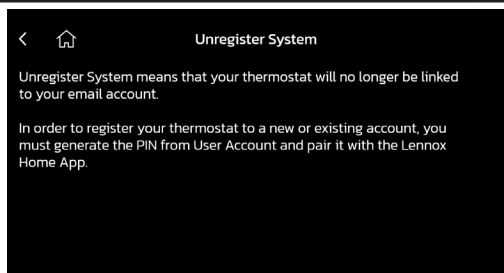 Unregister System
Unregister System means that your thermostat will no longer be linked
to your email account.
In order to register your thermostat to a new or existing account, you
must generate the PIN from User Account and pair it with the Lennox
Home App.